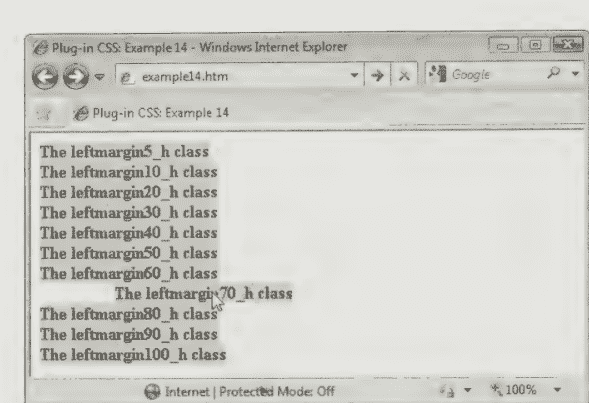 Plug-in CSS: Example 14 - Windows Internet Explorer
example14.htm
Google
Plug-in CSS: Example 14
The leftmargin5_h class
The leftmargin10_h class
The leftmargin20_h class
The leftmargin30_h class
The leftmargin40_h class
The leftmargin50_h class
The leftmargin60_h class
The leftmargin70_h class
The leftmargin80_h class
The leftmargin90_h class
The leftmargin100_h class
Internet | Protected Mode: Off
100%